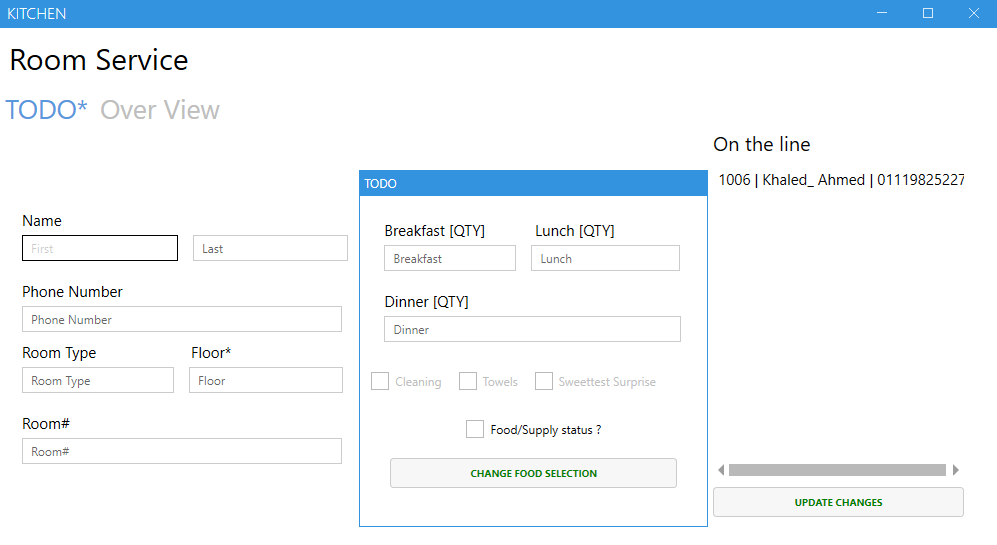 KITCHEN
Room Service
TODO* Over View
Name
First Last
Phone Number
Phone Number
Room Type Floor*
Room Type Floor
Room#
Room#
TODO
Breakfast [QTY] Lunch [QTY]
Breakfast Lunch
Dinner [QTY]
Dinner
Cleaning Towels Sweettest Surprise
Food/Supply status ?
CHANGE FOOD SELECTION
On the line
1006 | Khaled_ Ahmed | 01119825227
UPDATE CHANGES